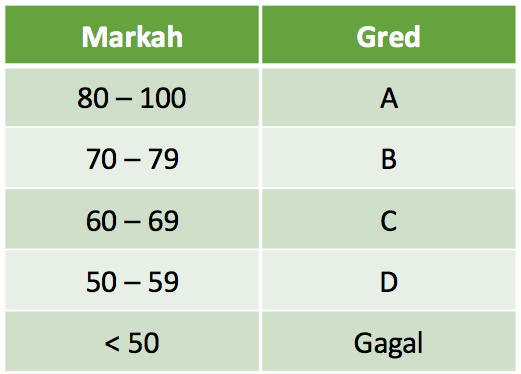 Markah Gred
80 – 100 A
70 – 79 B
60 – 69 C
50 – 59 D
< 50 Gagal